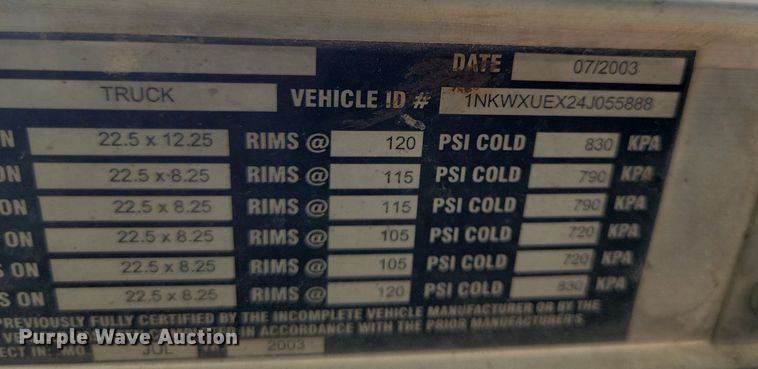 DATE 07/2003
TRUCK VEHICLE ID # 1NKWXUEX24J055888
N 22.5 x 12.25 RIMS @ 120 PSI COLD 830 KPA
ON 22.5 x 8.25 RIMS @ 115 PSI COLD 790 KPA
ON 22.5 x 8.25 RIMS @ 115 PSI COLD 790 KPA
ON 22.5 x 8.25 RIMS @ 105 PSI COLD 720 KPA
S ON 22.5 x 8.25 RIMS @ 105 PSI COLD 720 KPA
S ON 22.5 x 8.25 RIMS @ 120 PSI COLD 830 KPA
PREVIOUSLY FULLY CERTIFIED BY THE INCOMPLETE VEHICLE MANUFACTURER OR BY THE
IN ACCORDANCE WITH THE PRIOR MANUFACTURER'S
ECT IN: MO. JUL 2003
Purple Wave Auction